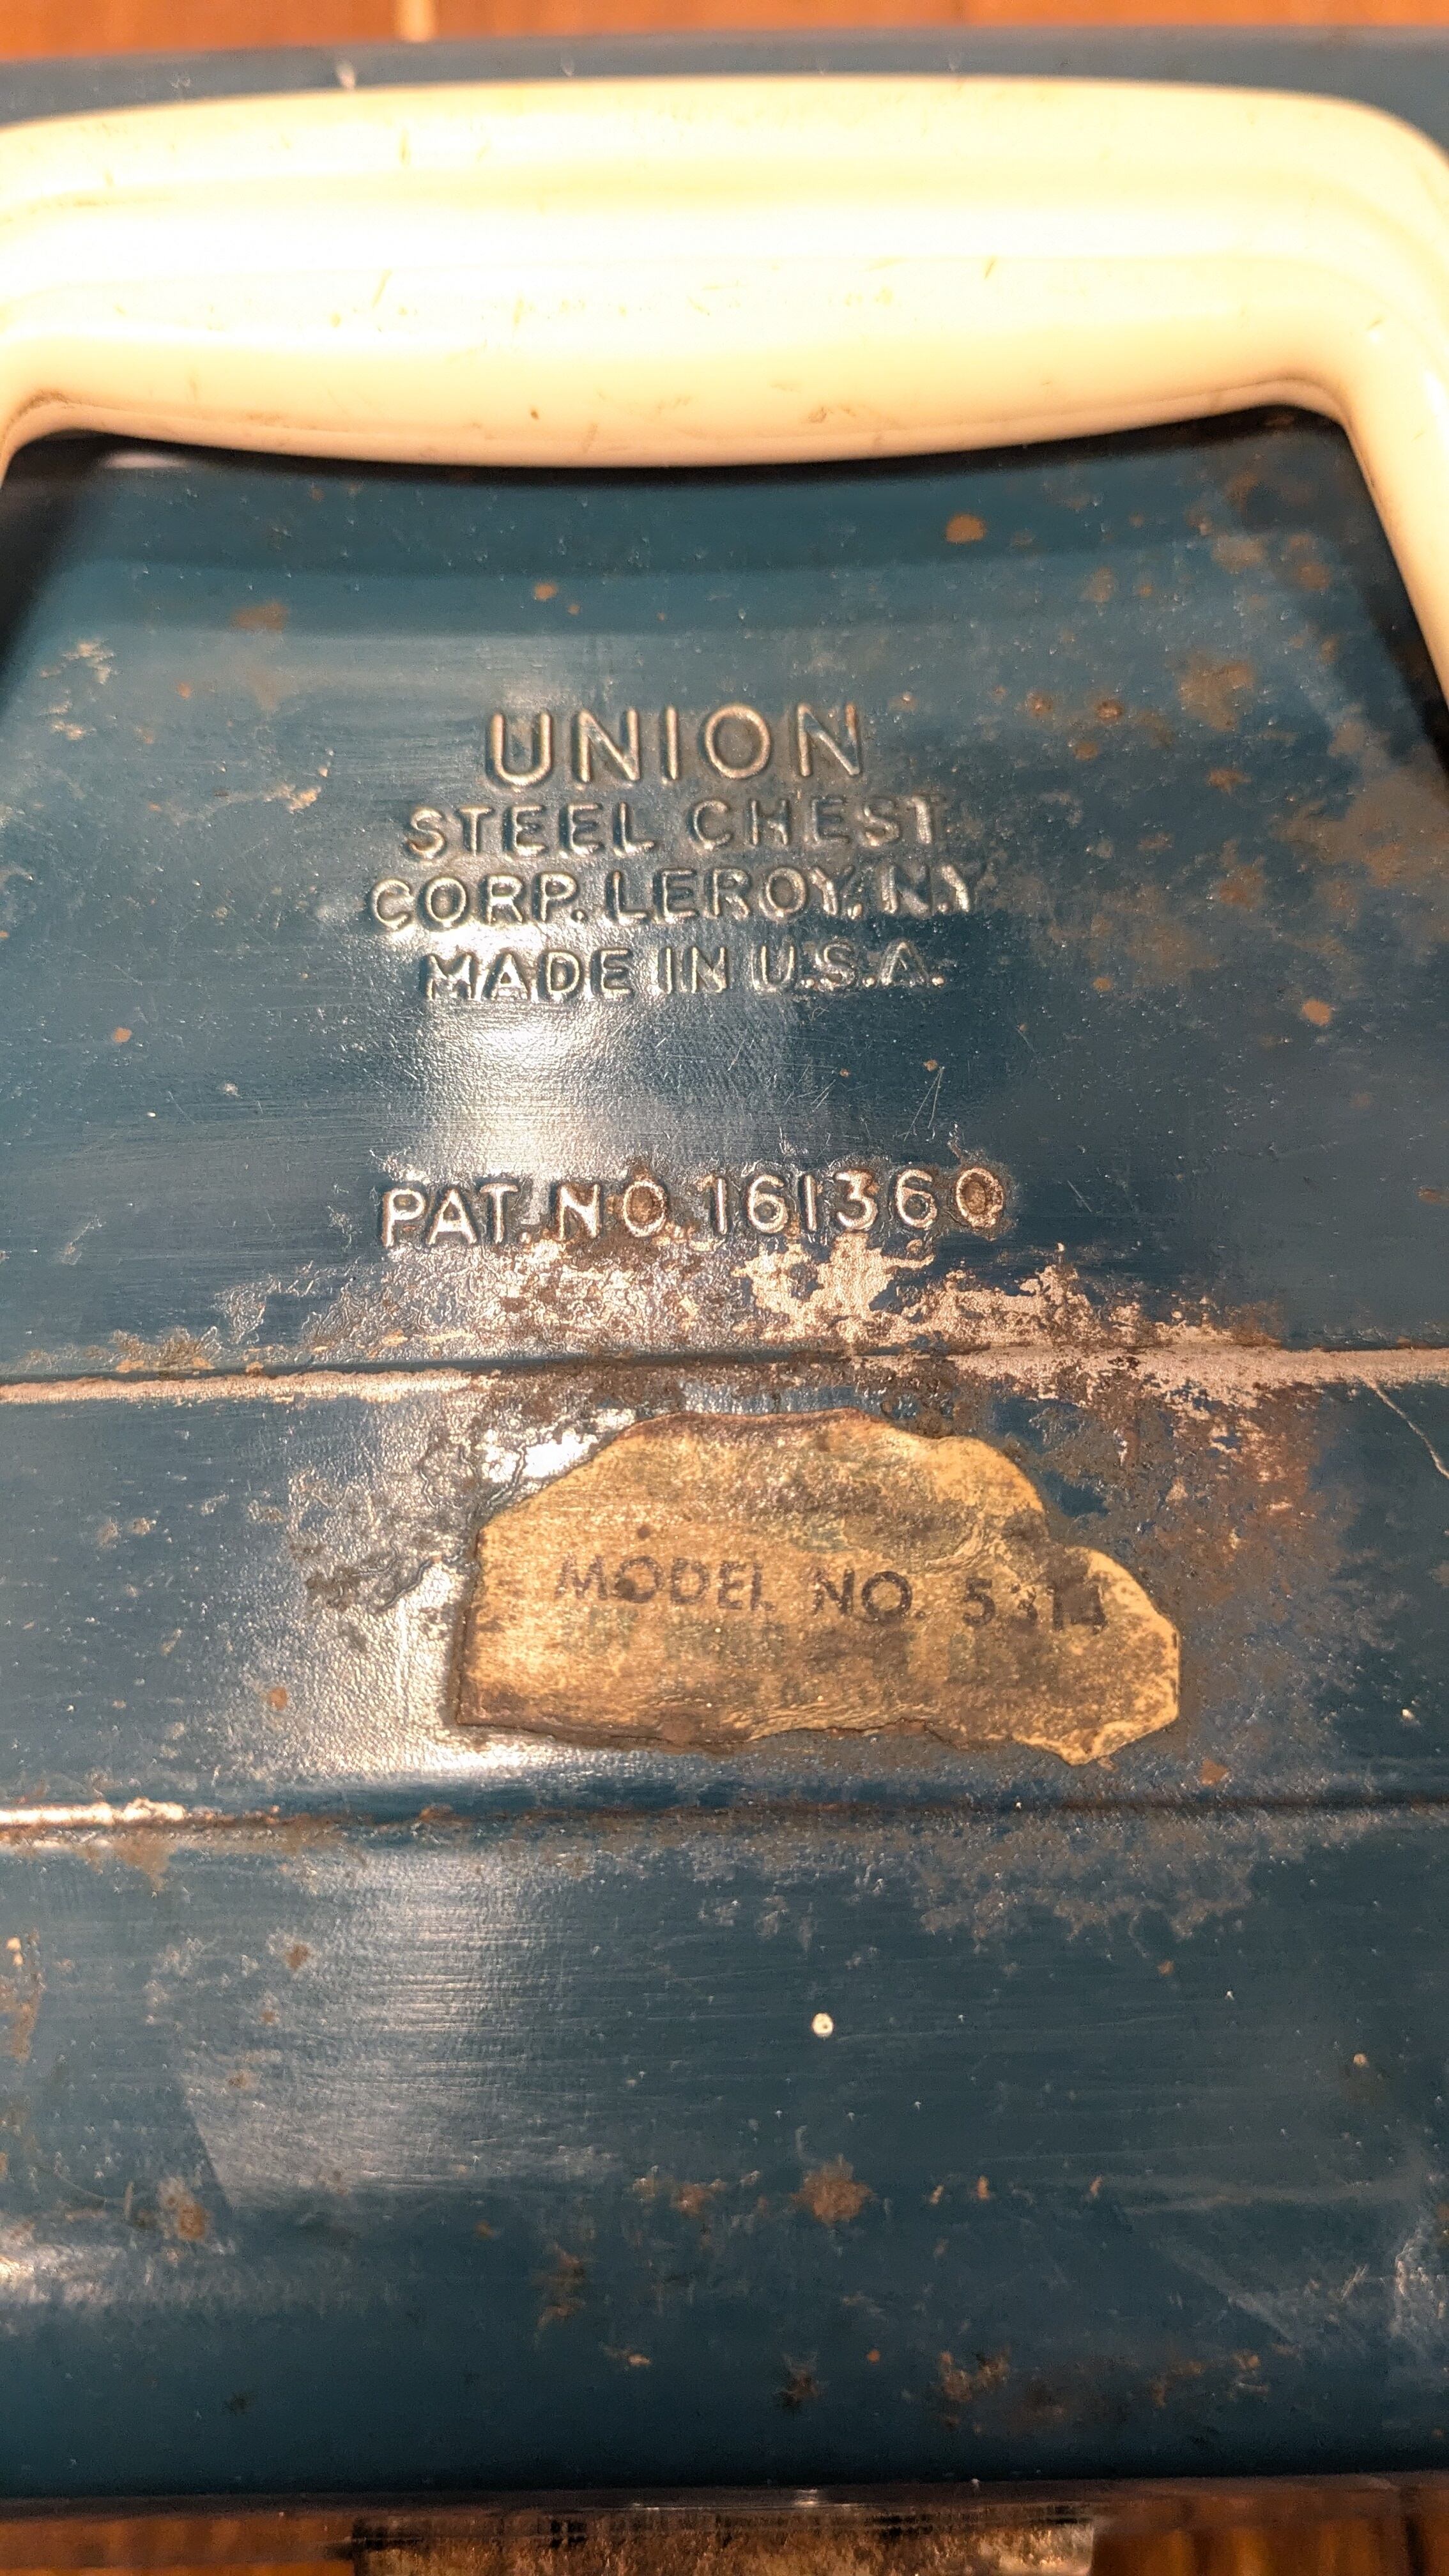 UNION
STEEL CHEST
CORP. LEROY, N.Y
MADE IN U.S.A.
PAT. NO. 161360
MODEL NO.